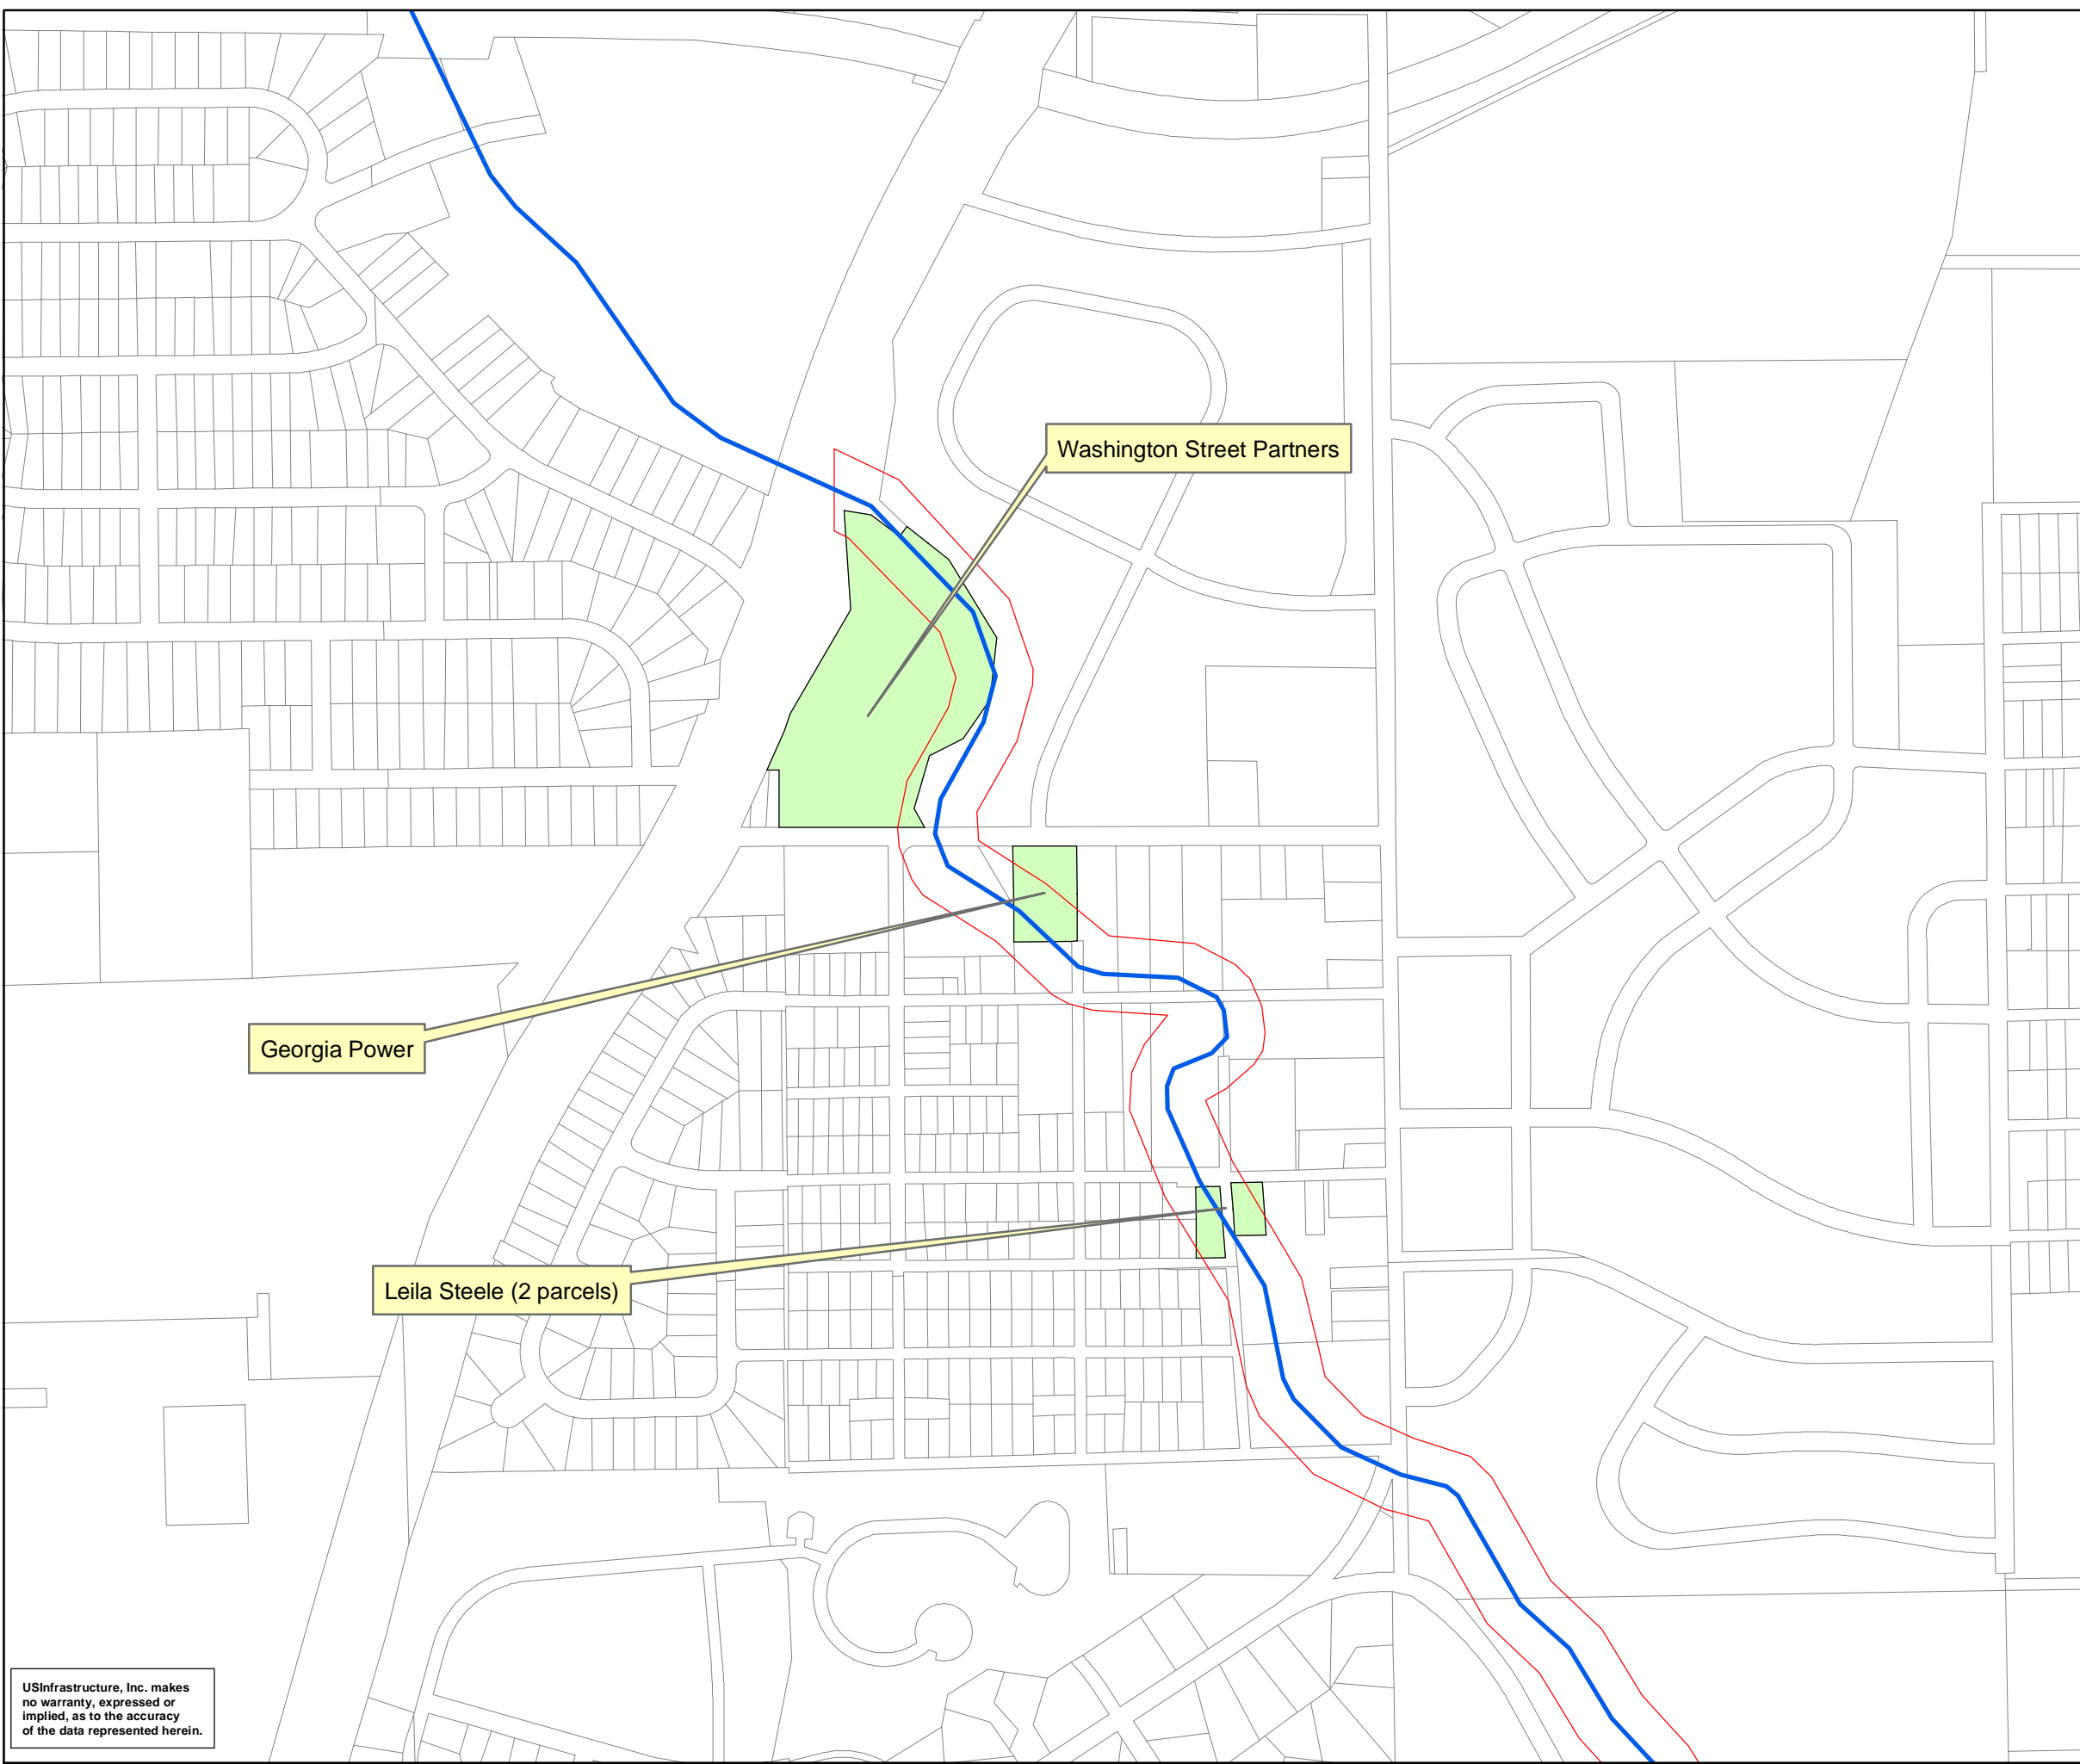 Washington Street Partners
Georgia Power
Leila Steele (2 parcels)
USInfrastructure, Inc. makes
no warranty, expressed or
implied, as to the accuracy
of the data represented herein.